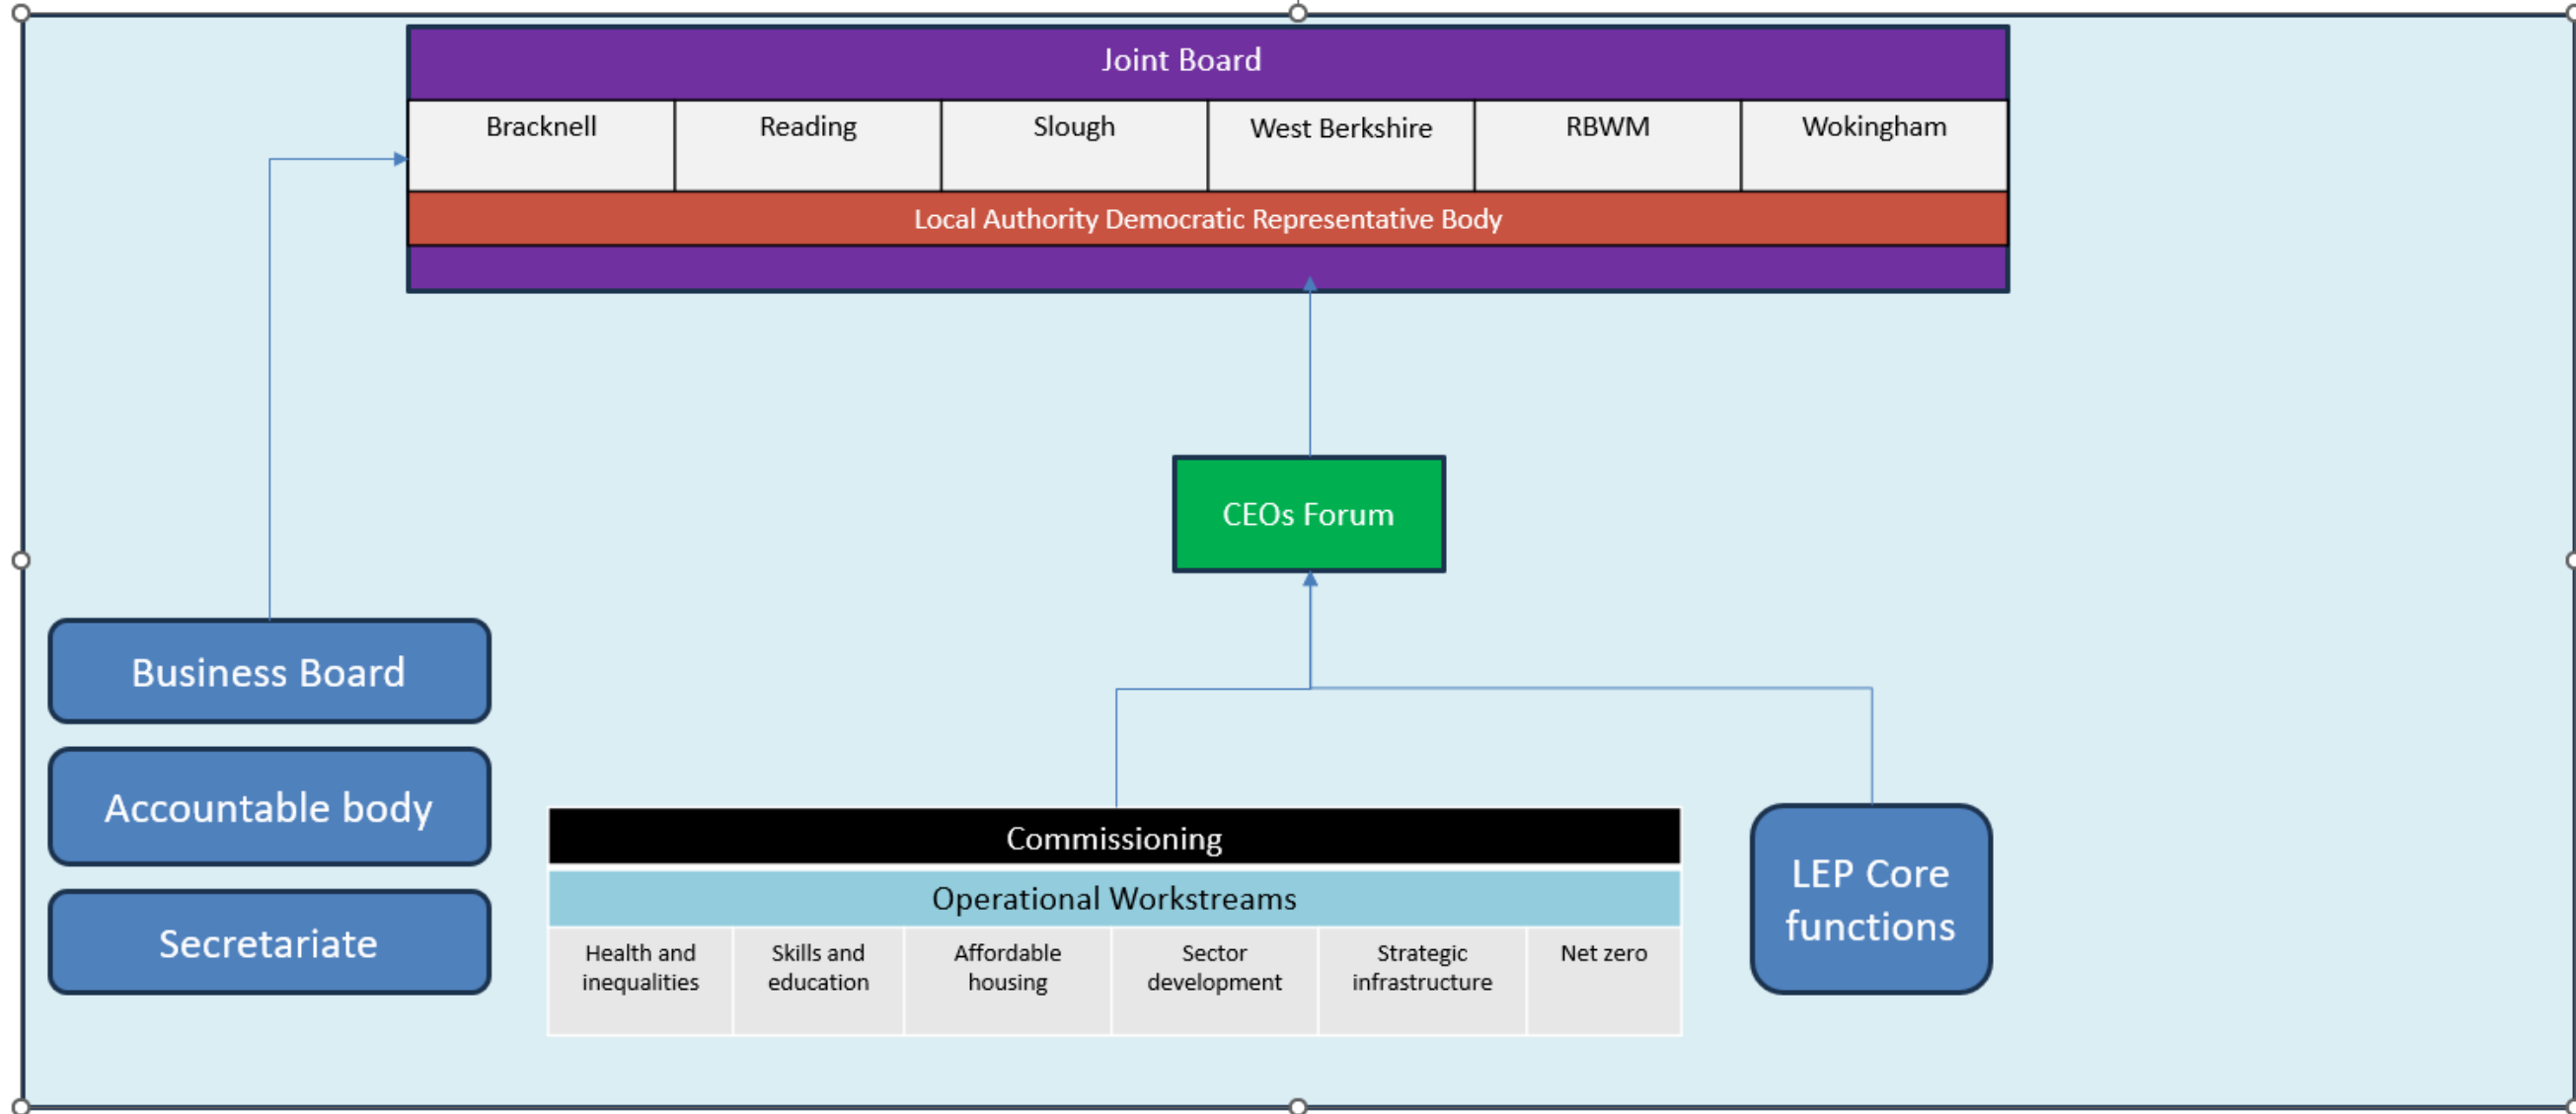 Joint Board
Bracknell
Reading
Slough
West Berkshire
RBWM
Wokingham
Local Authority Democratic Representative Body
CEOs Forum
Business Board
Accountable body
Secretariate
Commissioning
Operational Workstreams
Health and
inequalities
Skills and
education
Affordable
housing
Sector
development
Strategic
infrastructure
Net zero
LEP Core
functions